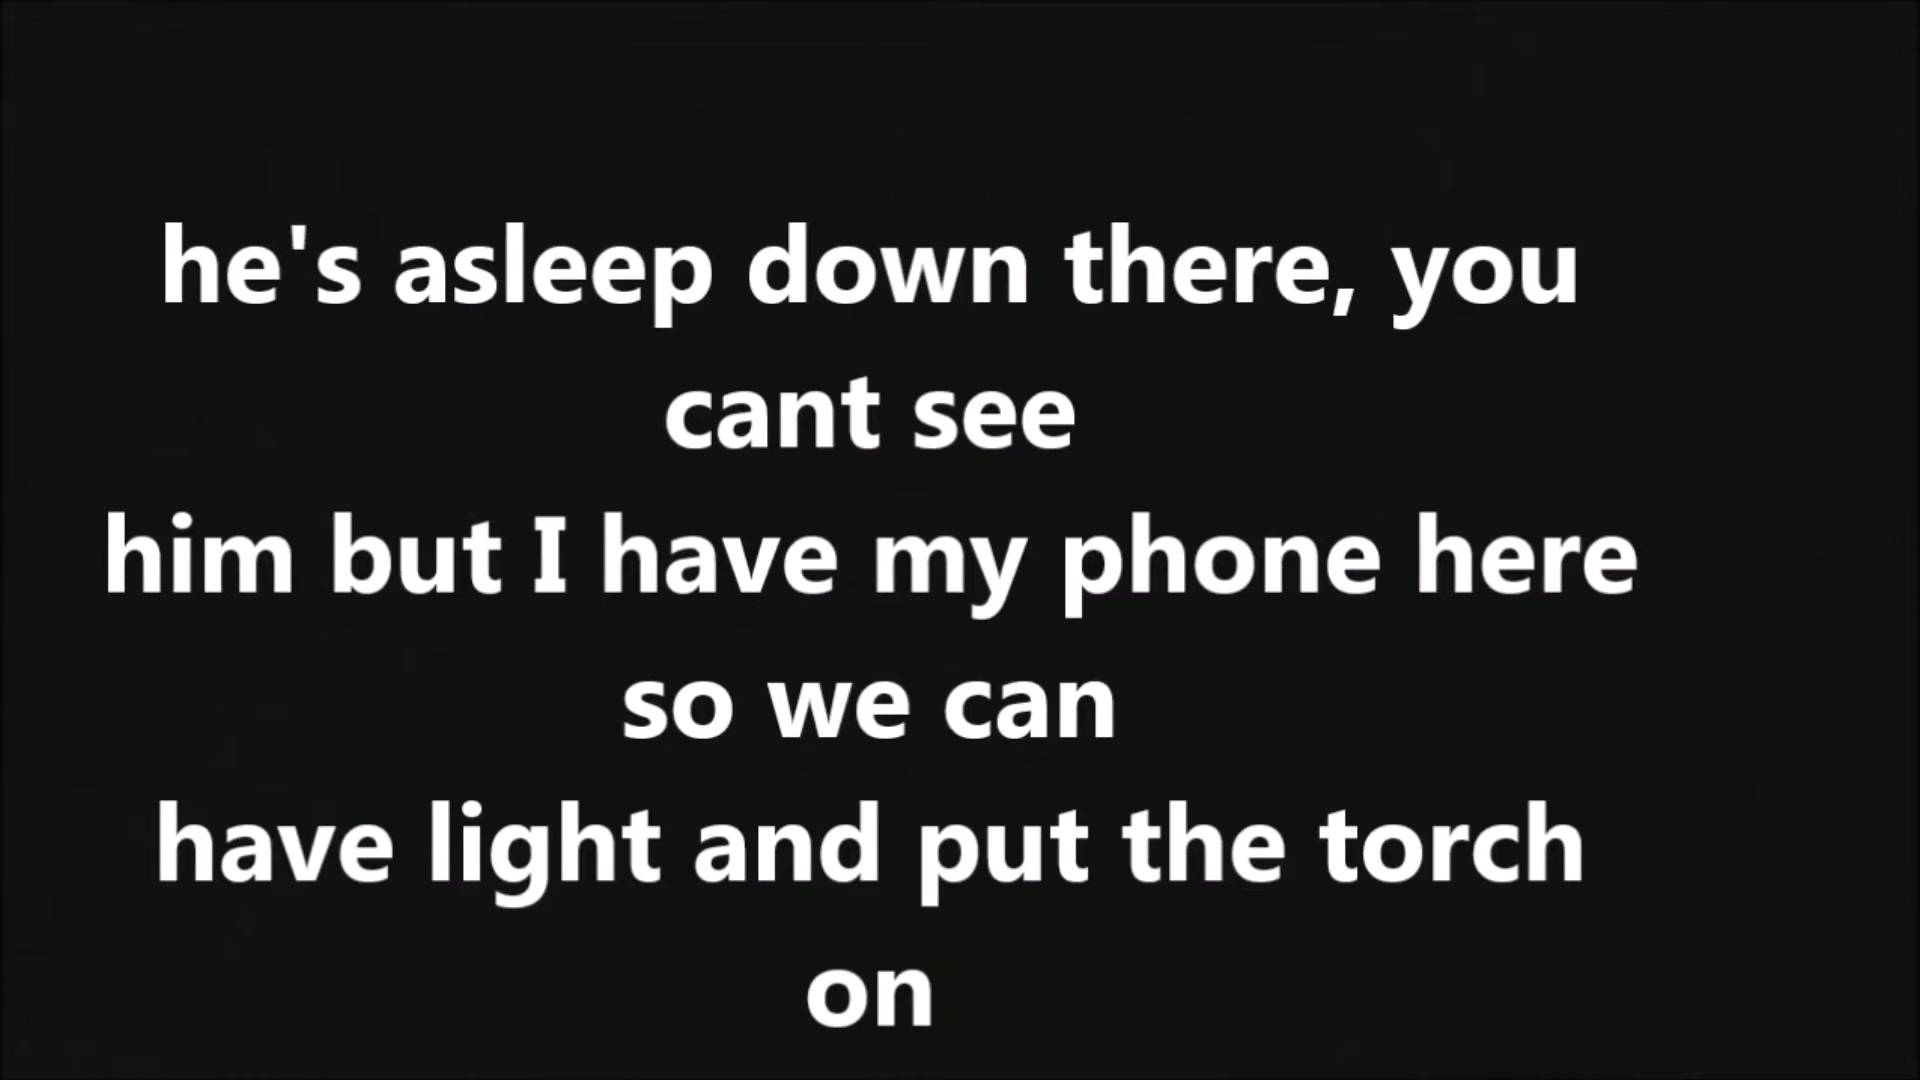 he's asleep down there, you
cant see
him but I have my phone here
so we can
have light and put the torch
on